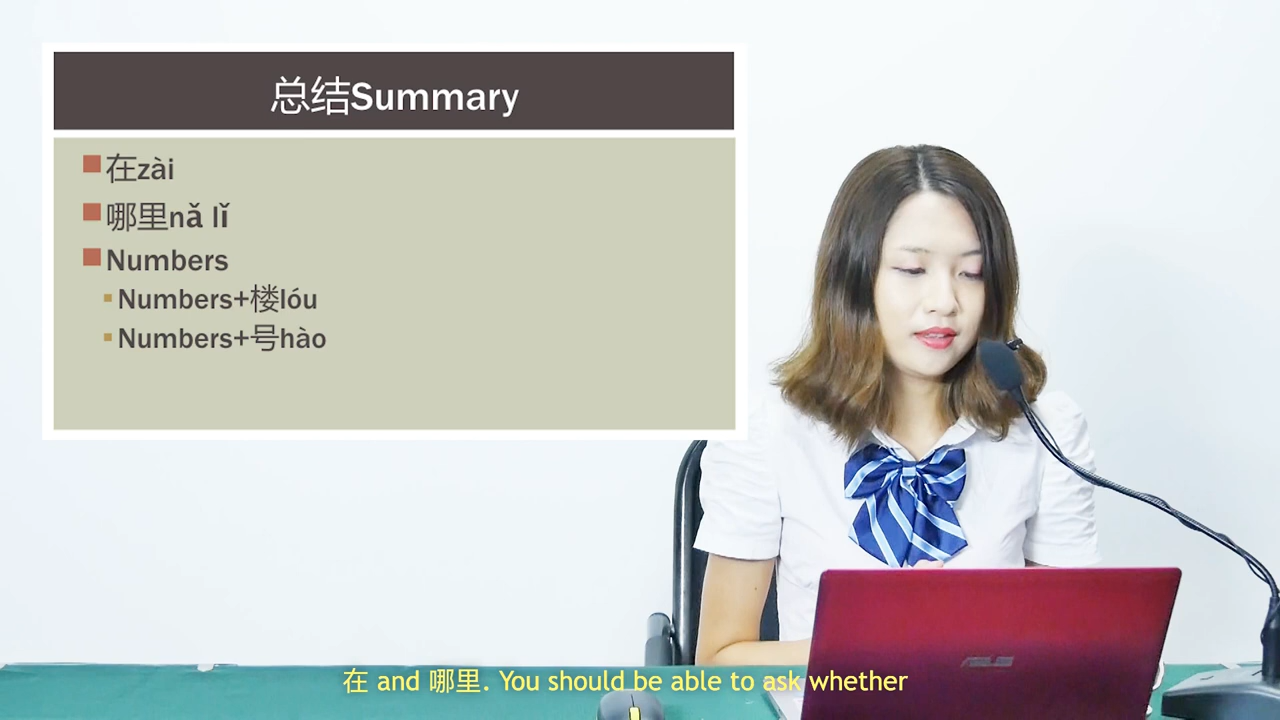 总结Summary
在zài
哪里nǎ lǐ
Numbers
Numbers+楼lóu
Numbers+号hào
ASUS
在 and 哪里. You should be able to ask whether